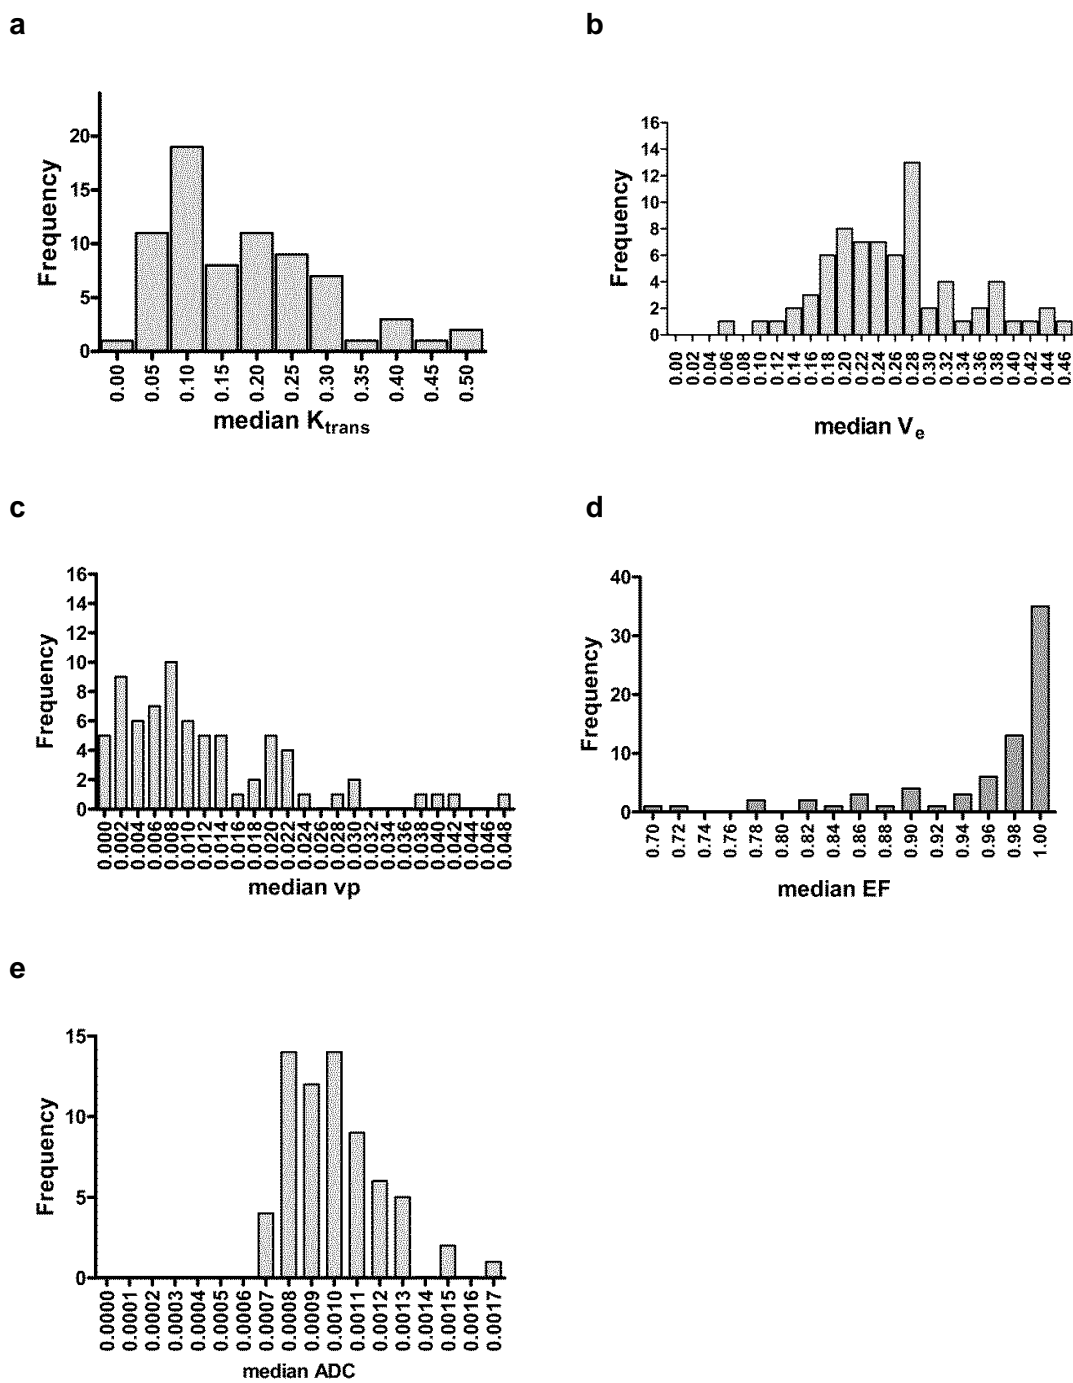 a
Frequency
20
15
10
5
0
0.00 0.05 0.10 0.15 0.20 0.25 0.30 0.35 0.40 0.45 0.50
median Ktrans
b
Frequency
16
14
12
10
8
6
4
2
0
0.00 0.02 0.04 0.06 0.08 0.10 0.12 0.14 0.16 0.18 0.20 0.22 0.24 0.26 0.28 0.30 0.32 0.34 0.36 0.38 0.40 0.42 0.44 0.46
median Ve
c
Frequency
16
14
12
10
8
6
4
2
0
0.000 0.002 0.004 0.006 0.008 0.010 0.012 0.014 0.016 0.018 0.020 0.022 0.024 0.026 0.028 0.030 0.032 0.034 0.036 0.038 0.040 0.042 0.044 0.046 0.048
median vp
d
Frequency
40
30
20
10
0
0.70 0.72 0.74 0.76 0.78 0.80 0.82 0.84 0.86 0.88 0.90 0.92 0.94 0.96 0.98 1.00
median EF
e
Frequency
15
10
5
0
0.0000 0.0001 0.0002 0.0003 0.0004 0.0005 0.0006 0.0007 0.0008 0.0009 0.0010 0.0011 0.0012 0.0013 0.0014 0.0015 0.0016 0.0017
median ADC